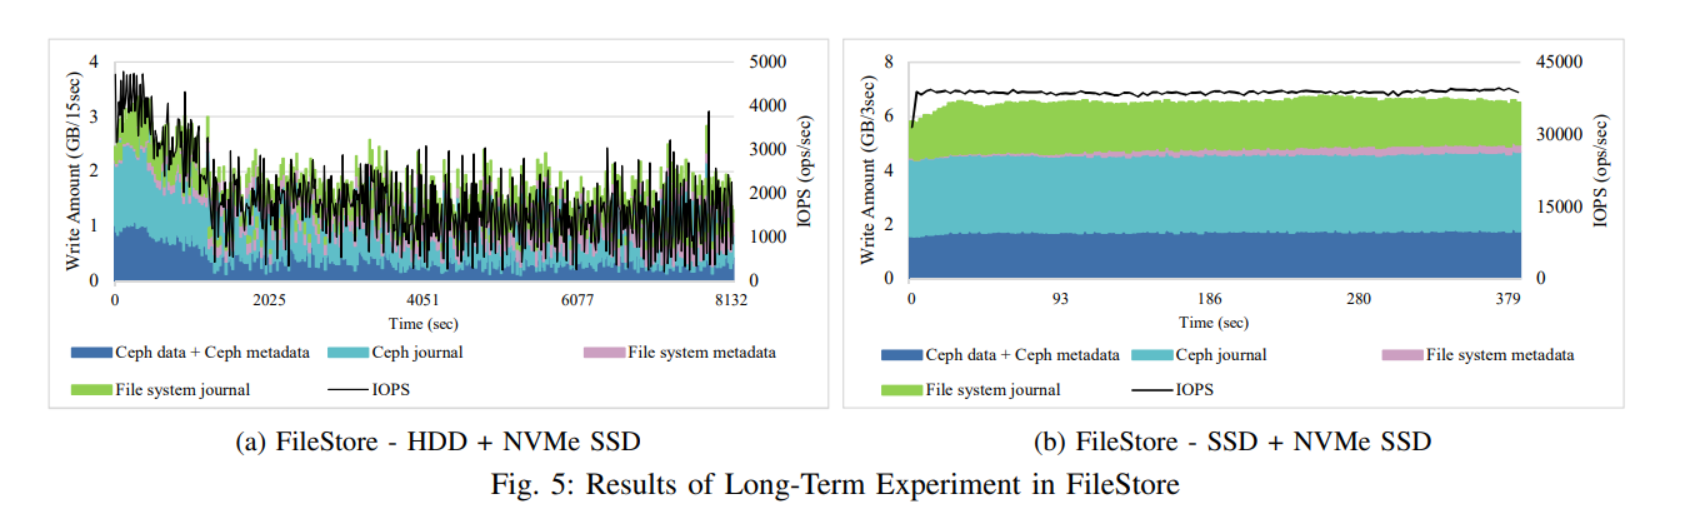 4
3
2
1
0
Write Amount (GB/15sec)
5000
4000
3000
2000
1000
0
IOPS (ops/sec)
0 2025 4051 6077 8132
Time (sec)
Ceph data + Ceph metadata Ceph journal File system metadata
File system journal IOPS
(a) FileStore - HDD + NVMe SSD
8
6
4
2
0
Write Amount (GB/3sec)
45000
30000
15000
0
IOPS (ops/sec)
0 93 186 280 379
Time (sec)
Ceph data + Ceph metadata Ceph journal File system metadata
File system journal IOPS
(b) FileStore - SSD + NVMe SSD
Fig. 5: Results of Long-Term Experiment in FileStore